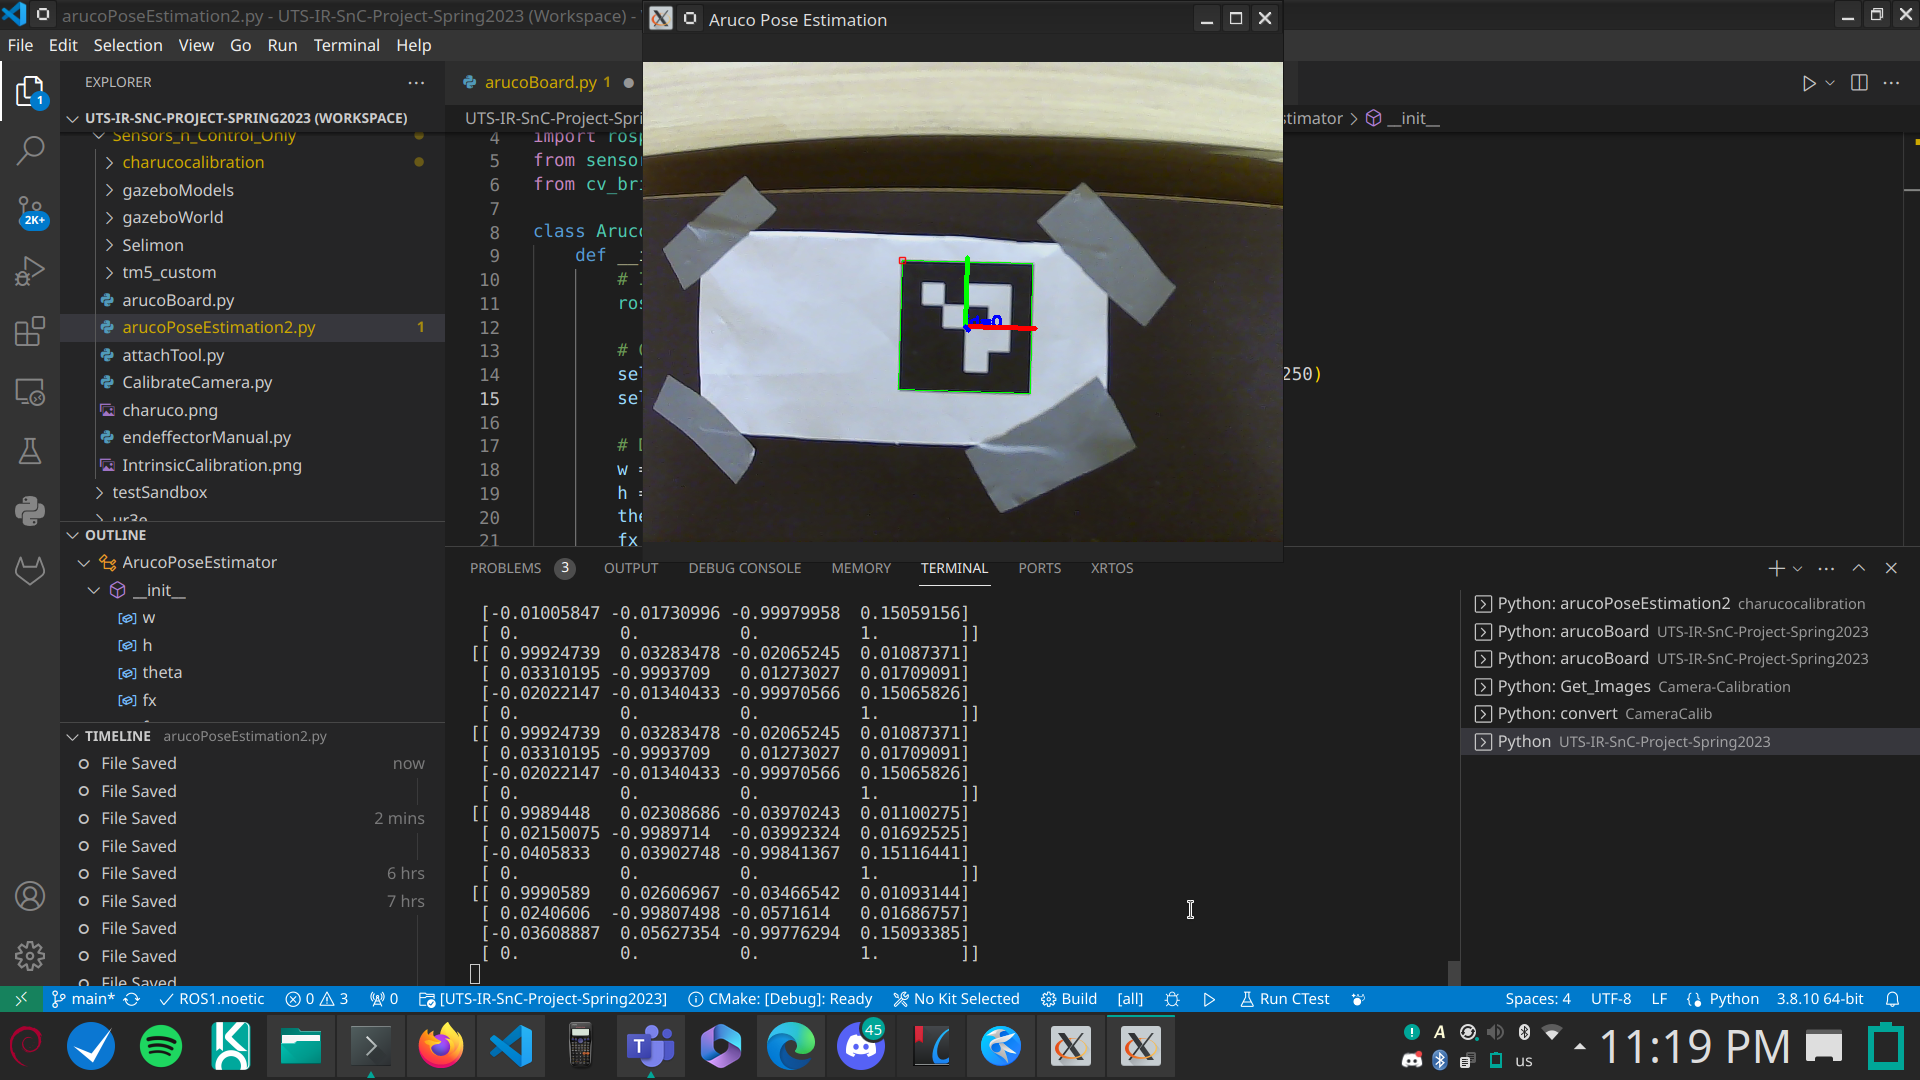 arucoPoseEstimation2.py - UTS-IR-SnC-Project-Spring2023 (Workspace) -
Aruco Pose Estimation
File Edit Selection View Go Run Terminal Help
EXPLORER
arucoBoard.py 1
UTS-IR-SNC-PROJECT-SPRING2023 (WORKSPACE)
UTS-IR-SnC-Project-Spri
timator > __init__
Sensors_n_Control_Only
charucocalibration
gazeboModels
gazeboWorld
Selimon
tm5_custom
arucoBoard.py
arucoPoseEstimation2.py 1
attachTool.py
CalibrateCamera.py
charuco.png
endeffectorManual.py
IntrinsicCalibration.png
testSandbox
ur3e
4 import rosp
5 from senso
6 from cv_bri
7
8 class Aruc
9 def __
10 # I
11 ros
12
13 # C
14 sel
250)
15 sel
16
17 # D
18 w =
19 h =
20 the
21 fx
OUTLINE
ArucoPoseEstimator
__init__
w
h
theta
fx
TIMELINE arucoPoseEstimation2.py
File Saved now
File Saved
File Saved 2 mins
File Saved
File Saved 6 hrs
File Saved 7 hrs
File Saved
File Saved
File Saved
PROBLEMS 3 OUTPUT DEBUG CONSOLE MEMORY TERMINAL PORTS XRTOS
[-0.01005847 -0.01730996 -0.99979958 0.15059156]
[ 0. 0. 0. 1. ]]
[[ 0.99924739 0.03283478 -0.02065245 0.01087371]
[ 0.03310195 -0.9993709 0.01273027 0.01709091]
[-0.02022147 -0.01340433 -0.99970566 0.15065826]
[ 0. 0. 0. 1. ]]
[[ 0.99924739 0.03283478 -0.02065245 0.01087371]
[ 0.03310195 -0.9993709 0.01273027 0.01709091]
[-0.02022147 -0.01340433 -0.99970566 0.15065826]
[ 0. 0. 0. 1. ]]
[[ 0.9989448 0.02308686 -0.03970243 0.01100275]
[ 0.02150075 -0.9989714 -0.03992324 0.01692525]
[-0.0405833 0.03902748 -0.99841367 0.15116441]
[ 0. 0. 0. 1. ]]
[[ 0.9990589 0.02606967 -0.03466542 0.01093144]
[ 0.0240606 -0.99807498 -0.0571614 0.01686757]
[-0.03608887 0.05627354 -0.99776294 0.15093385]
[ 0. 0. 0. 1. ]]
Python: arucoPoseEstimation2 charucocalibration
Python: arucoBoard UTS-IR-SnC-Project-Spring2023
Python: arucoBoard UTS-IR-SnC-Project-Spring2023
Python: Get_Images Camera-Calibration
Python: convert CameraCalib
Python UTS-IR-SnC-Project-Spring2023
1
2K+
main* ROS1.noetic 0 3 0 [UTS-IR-SnC-Project-Spring2023] CMake: [Debug]: Ready No Kit Selected Build [all] Run CTest Spaces: 4 UTF-8 LF Python 3.8.10 64-bit
45
us
11:19 PM